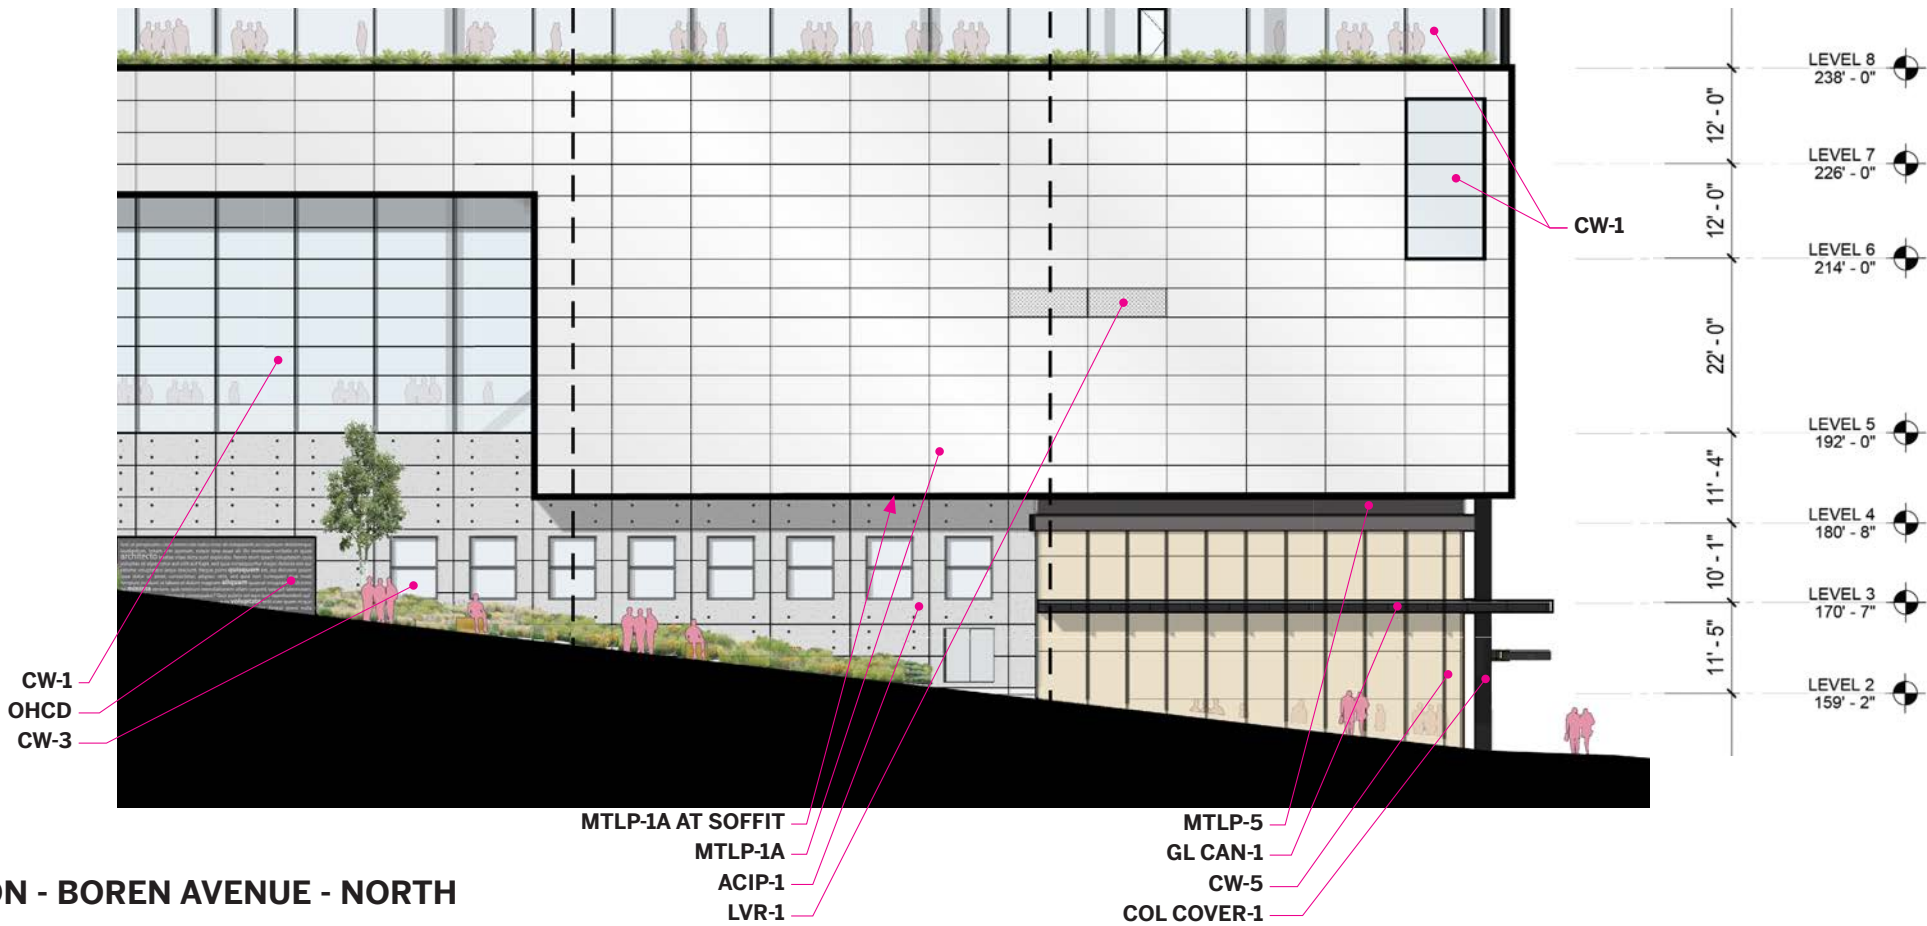 LEVEL 8
238' - 0"
12' - 0"
LEVEL 7
226' - 0"
12' - 0"
CW-1
LEVEL 6
214' - 0"
22' - 0"
LEVEL 5
192' - 0"
11' - 4"
LEVEL 4
180' - 8"
10' - 1"
LEVEL 3
170' - 7"
11' - 5"
LEVEL 2
159' - 2"
architecto
CW-1
OHCD
CW-3
MTLP-1A AT SOFFIT
MTLP-1A
ACIP-1
LVR-1
MTLP-5
GL CAN-1
CW-5
COL COVER-1
ON - BOREN AVENUE - NORTH